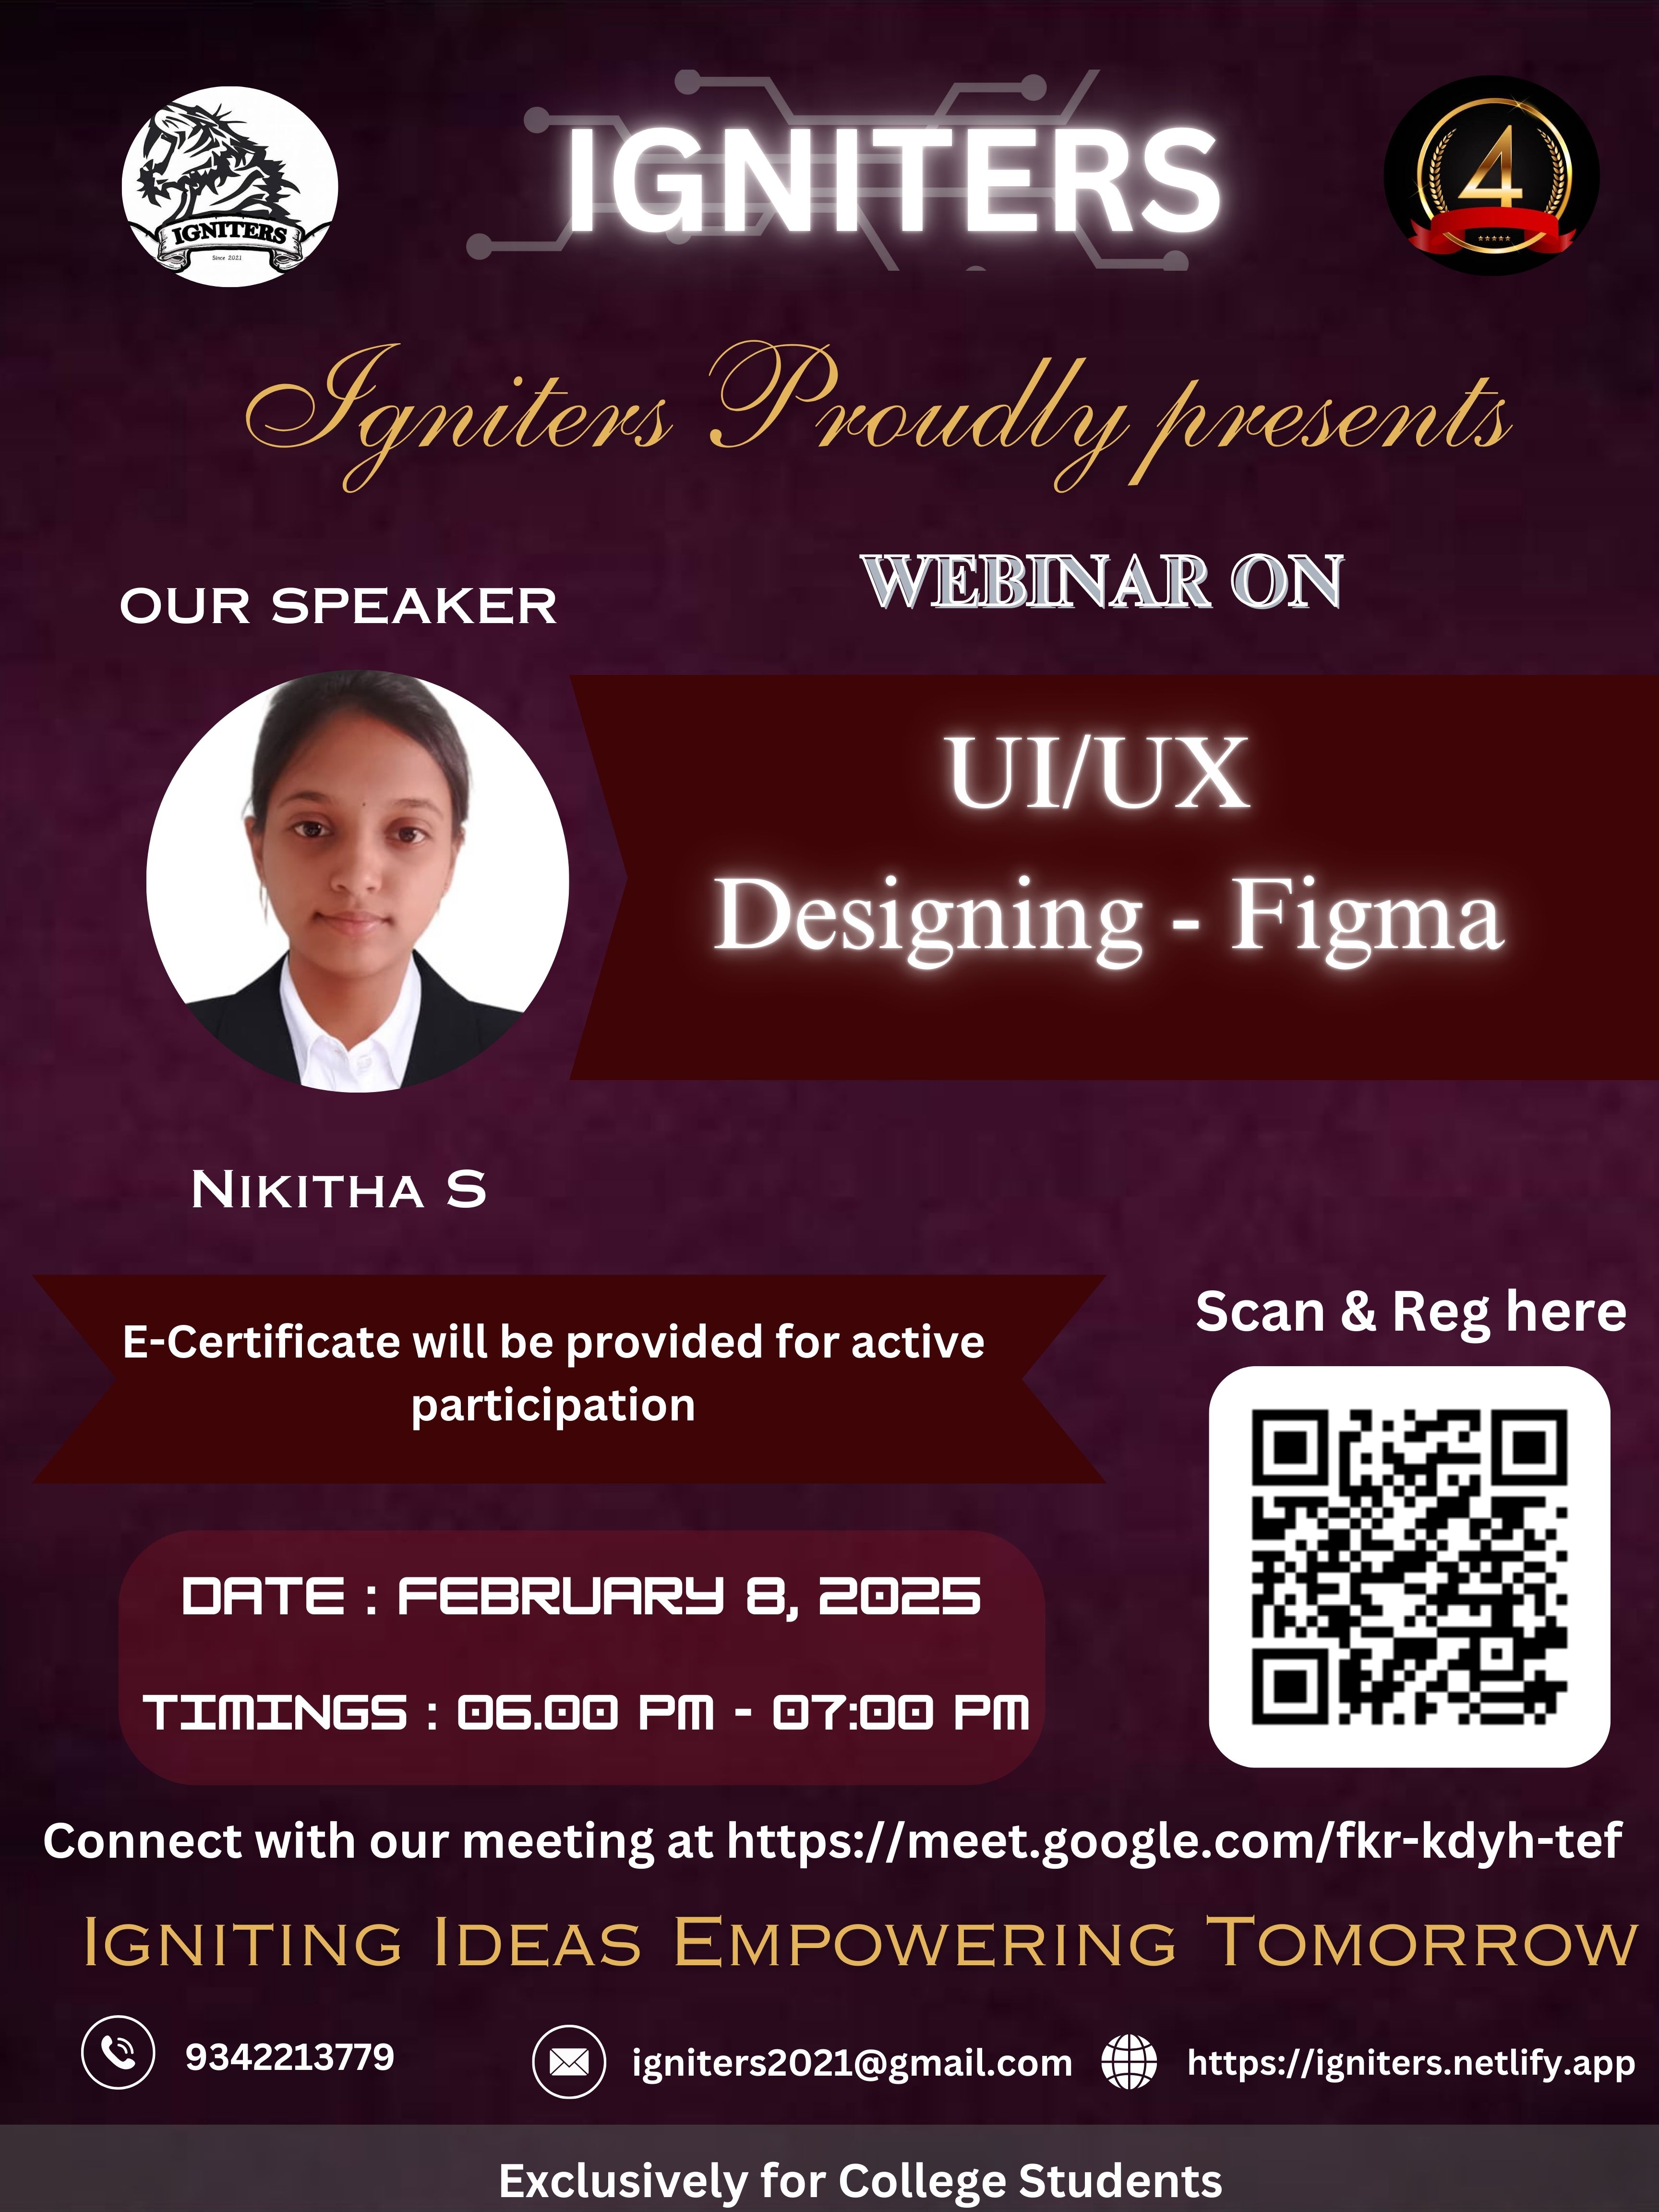 IGNITERS
Since 2021
IGNITERS
4
Igniters Proudly presents
OUR SPEAKER
WEBINAR ON
UI/UX
Designing - Figma
NIKITHA S
E-Certificate will be provided for active
participation
Scan & Reg here
DATE : FEBRUARY 8, 2025
TIMINGS : 06.00 PM - 07:00 PM
Connect with our meeting at https://meet.google.com/fkr-kdyh-tef
IGNITING IDEAS EMPOWERING TOMORROW
9342213779
igniters2021@gmail.com
https://igniters.netlify.app
Exclusively for College Students